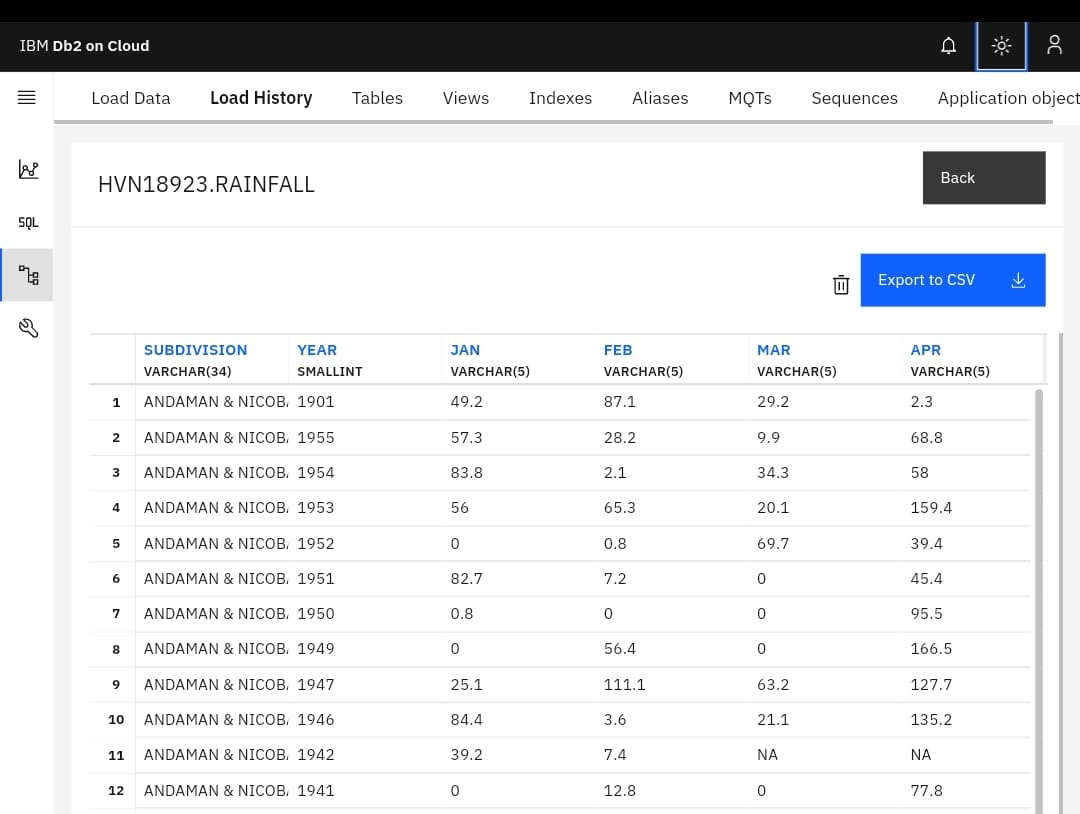 IBM Db2 on Cloud
Load Data Load History Tables Views Indexes Aliases MQTs Sequences Application object
HVN18923.RAINFALL
Back
SQL
Export to CSV
SUBDIVISION YEAR JAN FEB MAR APR
VARCHAR(34) SMALLINT VARCHAR(5) VARCHAR(5) VARCHAR(5) VARCHAR(5)
1 ANDAMAN & NICOB 1901 49.2 87.1 29.2 2.3
2 ANDAMAN & NICOB 1955 57.3 28.2 9.9 68.8
3 ANDAMAN & NICOB 1954 83.8 2.1 34.3 58
4 ANDAMAN & NICOB 1953 56 65.3 20.1 159.4
5 ANDAMAN & NICOB 1952 0 0.8 69.7 39.4
6 ANDAMAN & NICOB 1951 82.7 7.2 0 45.4
7 ANDAMAN & NICOB 1950 0.8 0 0 95.5
8 ANDAMAN & NICOB 1949 0 56.4 0 166.5
9 ANDAMAN & NICOB 1947 25.1 111.1 63.2 127.7
10 ANDAMAN & NICOB 1946 84.4 3.6 21.1 135.2
11 ANDAMAN & NICOB 1942 39.2 7.4 NA NA
12 ANDAMAN & NICOB 1941 0 12.8 0 77.8